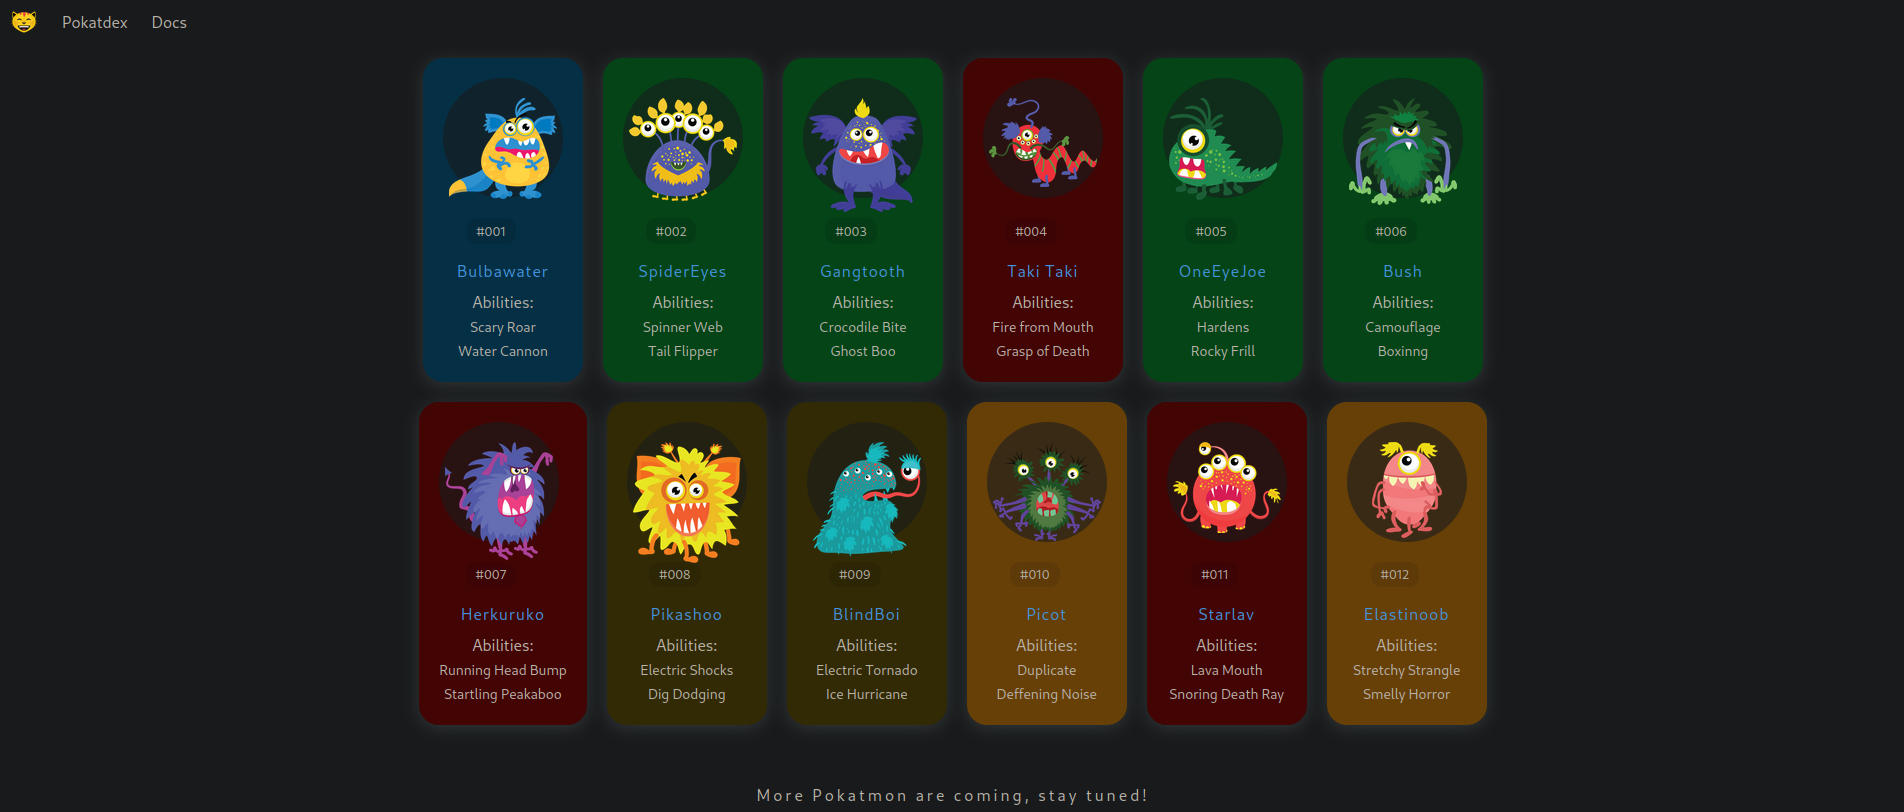 Pokatdex Docs
#001 #002 #003 #004 #005 #006
Bulbawater SpiderEyes Gangtooth Taki Taki OneEyeJoe Bush
Abilities: Abilities: Abilities: Abilities: Abilities: Abilities:
Scary Roar Spinner Web Crocodile Bite Fire from Mouth Hardens Camouflage
Water Cannon Tail Flipper Ghost Boo Grasp of Death Rocky Frill Boxinng
#007 #008 #009 #010 #011 #012
Herkuruko Pikashoo BlindBoi Picot Starlav Elastinoob
Abilities: Abilities: Abilities: Abilities: Abilities: Abilities:
Running Head Bump Electric Shocks Electric Tornado Duplicate Lava Mouth Stretchy Strangle
Startling Peakaboo Dig Dodging Ice Hurricane Deffening Noise Snoring Death Ray Smelly Horror
More Pokatmon are coming, stay tuned!